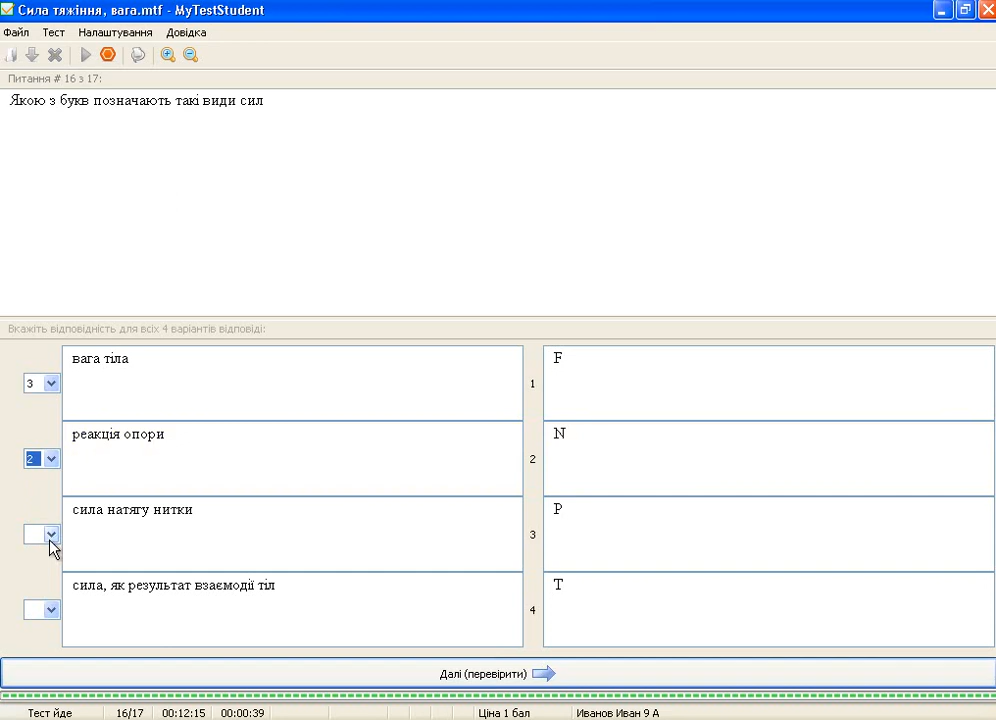 Сила тяжіння, вага.mtf - MyTestStudent
Файл Тест Налаштування Довідка
Питання # 16 з 17:
Якою з букв позначають такі види сил
Вкажіть відповідність для всіх 4 варіантів відповіді:
3 вага тіла 1 F
2 реакція опори 2 N
сила натягу нитки 3 P
сила, як результат взаємодії тіл 4 T
Далі (перевірити)
Тест йде 16/17 00:12:15 00:00:39 Ціна 1 бал Иванов Иван 9 А